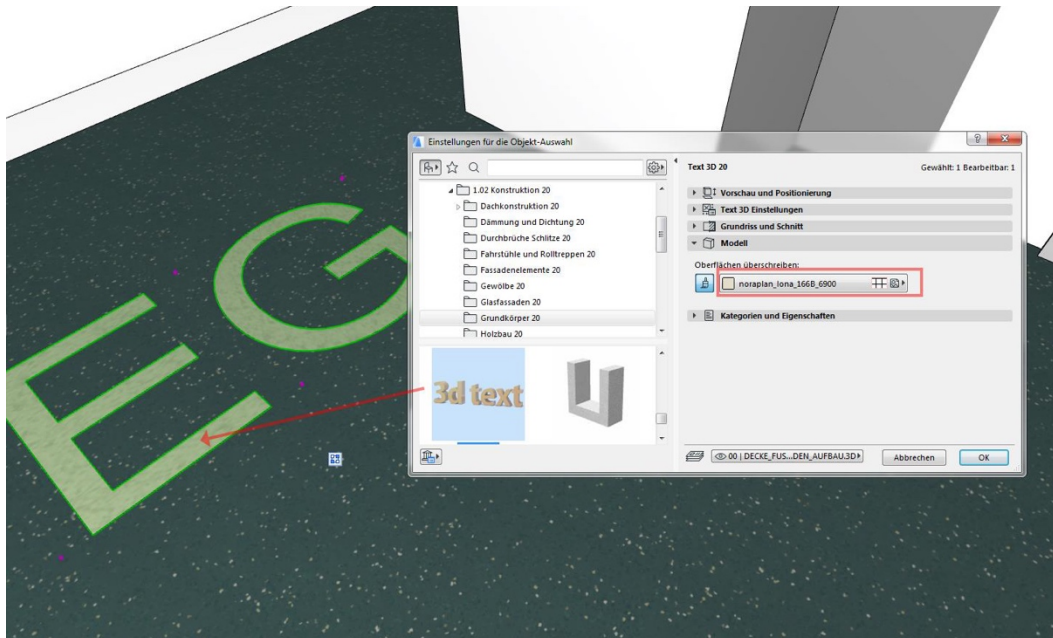 EG
Einstellungen für die Objekt-Auswahl
1.02 Konstruktion 20
Dachkonstruktion 20
Dämmung und Dichtung 20
Durchbrüche Schlitze 20
Fahrstühle und Rolltreppen 20
Fassadenelemente 20
Gewölbe 20
Glasfassaden 20
Grundkörper 20
Holzbau 20
3d text
Text 3D 20
Gewählt: 1 Bearbeitbar: 1
Vorschau und Positionierung
Text 3D Einstellungen
Grundriss und Schnitt
Modell
Oberflächen überschreiben:
noraplan_Iona_166B_6900
Kategorien und Eigenschaften
00 | DECKE_FUS...DEN_AUFBAU.3D
Abbrechen
OK